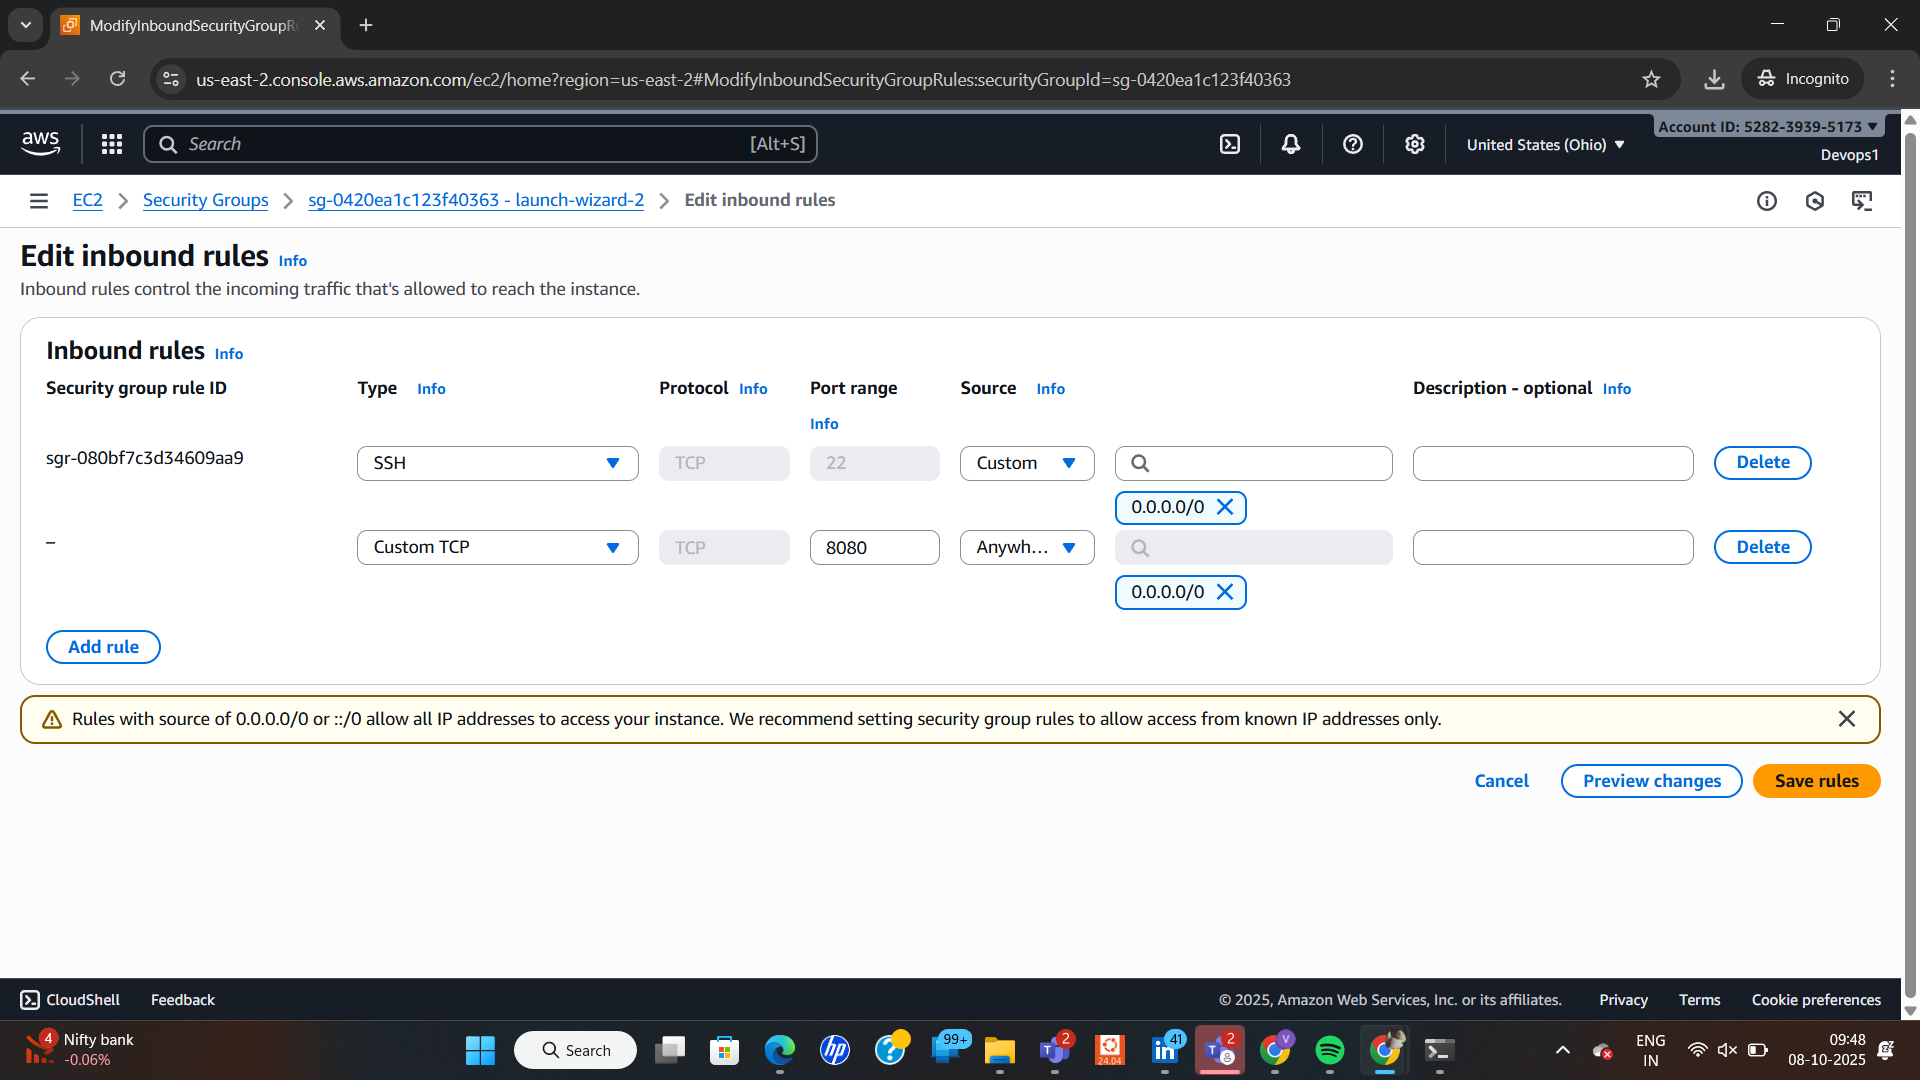 ModifyInboundSecurityGroupR
us-east-2.console.aws.amazon.com/ec2/home?region=us-east-2#ModifyInboundSecurityGroupRules:securityGroupId=sg-0420ea1c123f40363
Incognito
aws
Search
[Alt+S]
United States (Ohio)
Account ID: 5282-3939-5173
Devops1
EC2
Security Groups
sg-0420ea1c123f40363 - launch-wizard-2
Edit inbound rules
Edit inbound rules Info
Inbound rules control the incoming traffic that's allowed to reach the instance.
Inbound rules Info
Security group rule ID
Type Info
Protocol Info
Port range
Info
Source Info
Description - optional Info
sgr-080bf7c3d34609aa9
SSH
TCP
22
Custom
Delete
0.0.0.0/0
–
Custom TCP
TCP
8080
Anywh...
Delete
0.0.0.0/0
Add rule
Rules with source of 0.0.0.0/0 or ::/0 allow all IP addresses to access your instance. We recommend setting security group rules to allow access from known IP addresses only.
Cancel
Preview changes
Save rules
CloudShell
Feedback
© 2025, Amazon Web Services, Inc. or its affiliates.
Privacy
Terms
Cookie preferences
4
Nifty bank
-0.06%
Search
hp
99+
2
24.04
41
2
V
ENG
IN
09:48
08-10-2025